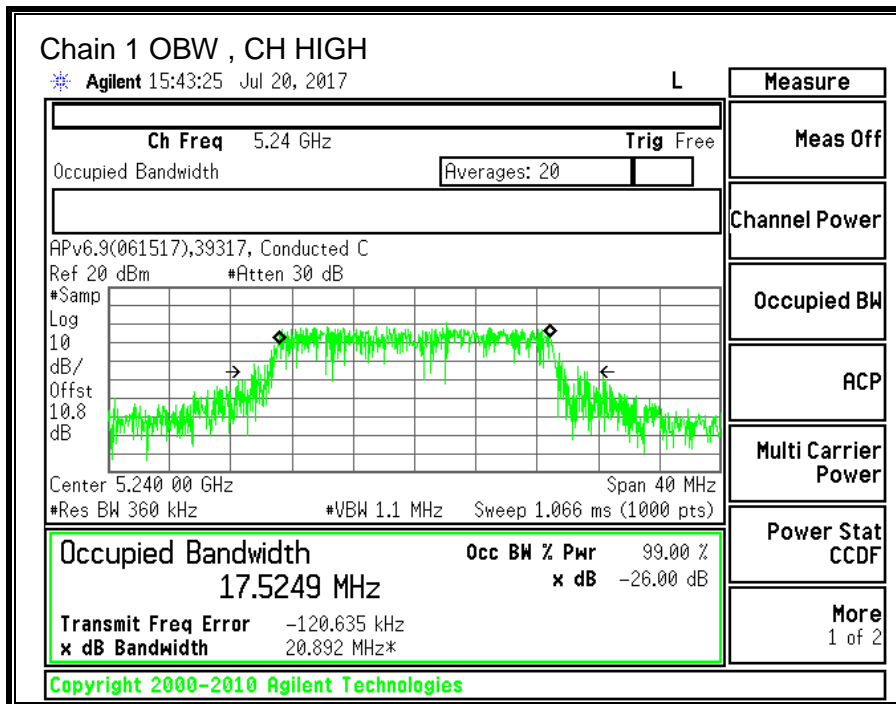 Chain 1 OBW , CH HIGH
Agilent 15:43:25 Jul 20, 2017 L
Measure
Ch Freq 5.24 GHz Trig Free
Meas Off
Occupied Bandwidth Averages: 20
Channel Power
APv6.9(061517),39317, Conducted C
Ref 20 dBm #Atten 30 dB
#Samp
Log
10
dB/
Offst
10.8
dB
Occupied BW
ACP
Center 5.240 00 GHz Span 40 MHz
#Res BW 360 kHz #VBW 1.1 MHz Sweep 1.066 ms (1000 pts)
Multi Carrier
Power
Occupied Bandwidth Occ BW % Pwr 99.00 %
17.5249 MHz x dB -26.00 dB
Power Stat
CCDF
Transmit Freq Error -120.635 kHz
x dB Bandwidth 20.892 MHz*
More
1 of 2
Copyright 2000-2010 Agilent Technologies